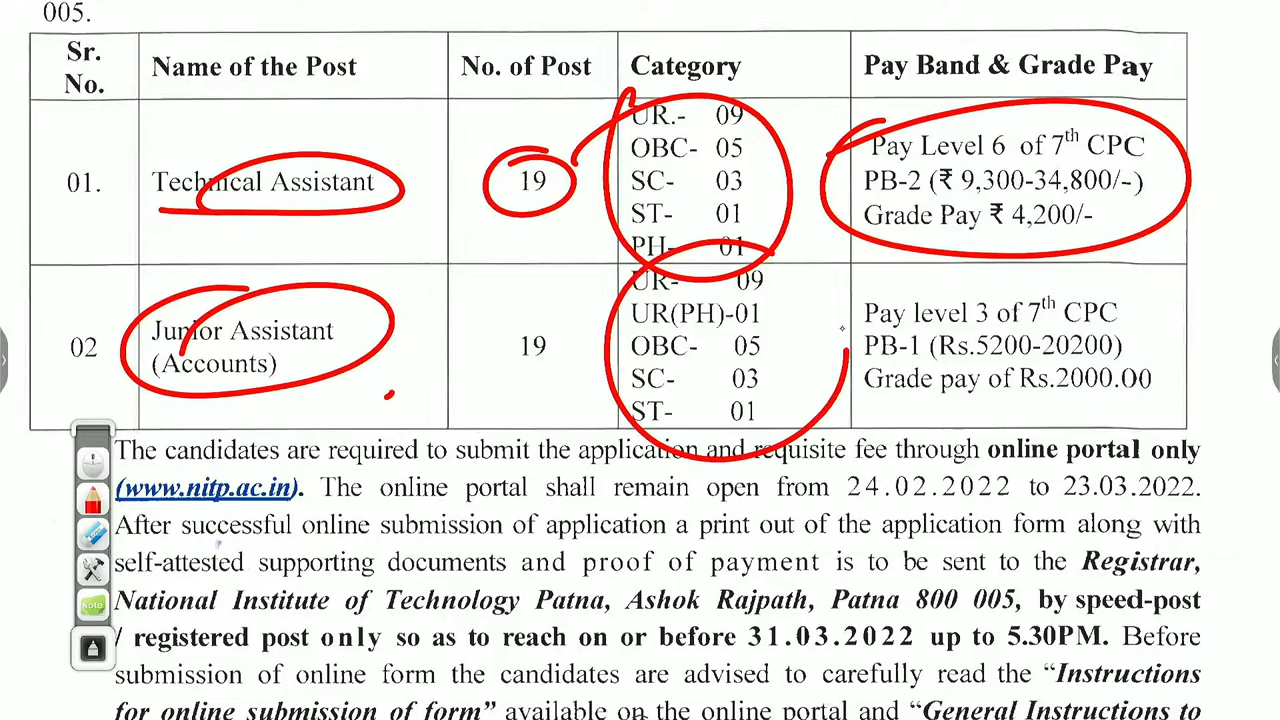 005.
Sr. No. Name of the Post No. of Post Category Pay Band & Grade Pay
01. Technical Assistant 19
UR.- 09
OBC- 05
SC- 03
ST- 01
PH- 01
Pay Level 6 of 7th CPC
PB-2 (₹ 9,300-34,800/-)
Grade Pay ₹ 4,200/-
02 Junior Assistant
(Accounts)
19
UR- 09
UR(PH)-01
OBC- 05
SC- 03
ST- 01
Pay level 3 of 7th CPC
PB-1 (Rs.5200-20200)
Grade pay of Rs.2000.00
The candidates are required to submit the application and requisite fee through online portal only
(www.nitp.ac.in). The online portal shall remain open from 24.02.2022 to 23.03.2022.
After successful online submission of application a print out of the application form along with
self-attested supporting documents and proof of payment is to be sent to the Registrar,
National Institute of Technology Patna, Ashok Rajpath, Patna 800 005, by speed-post
/ registered post only so as to reach on or before 31.03.2022 up to 5.30PM. Before
submission of online form the candidates are advised to carefully read the “Instructions
for online submission of form” available on the online portal and “General Instructions to
Note